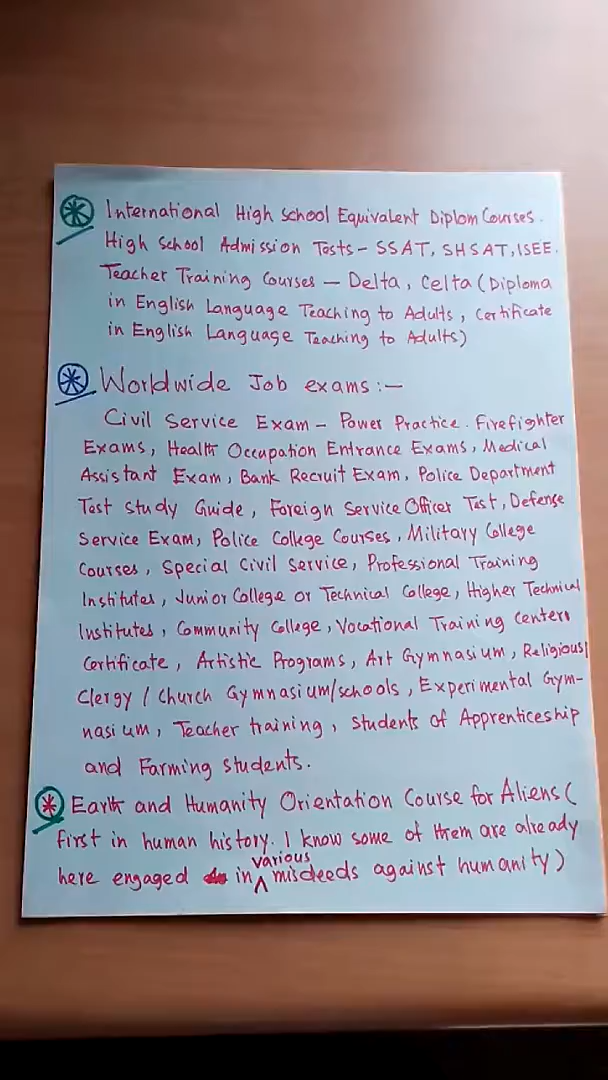 International High School Equivalent Diplom Courses.
High School Admission Tests - SSAT, SHSAT, ISEE.
Teacher Training Courses - Delta, Celta (Diploma
in English Language Teaching to Adults, Certificate
in English Language Teaching to Adults)
Worldwide Job exams :-
Civil Service Exam - Power Practice. Firefighter
Exams, Health Occupation Entrance Exams, Medical
Assistant Exam, Bank Recruit Exam, Police Department
Test Study Guide, Foreign Service Officer Test, Defense
Service Exam, Police College Courses, Military College
Courses, Special Civil Service, Professional Training
Institutes, Junior College or Technical College, Higher Technical
Institutes, Community College, Vocational Training Centers
Certificate, Artistic Programs, Art Gymnasium, Religious/
Clergy / Church Gymnasium/schools, Experimental Gym-
nasium, Teacher training, Students of Apprenticeship
and Farming Students.
Earth and Humanity Orientation Course for Aliens (
first in human history. I know some of them are already
here engaged in various misdeeds against humanity)